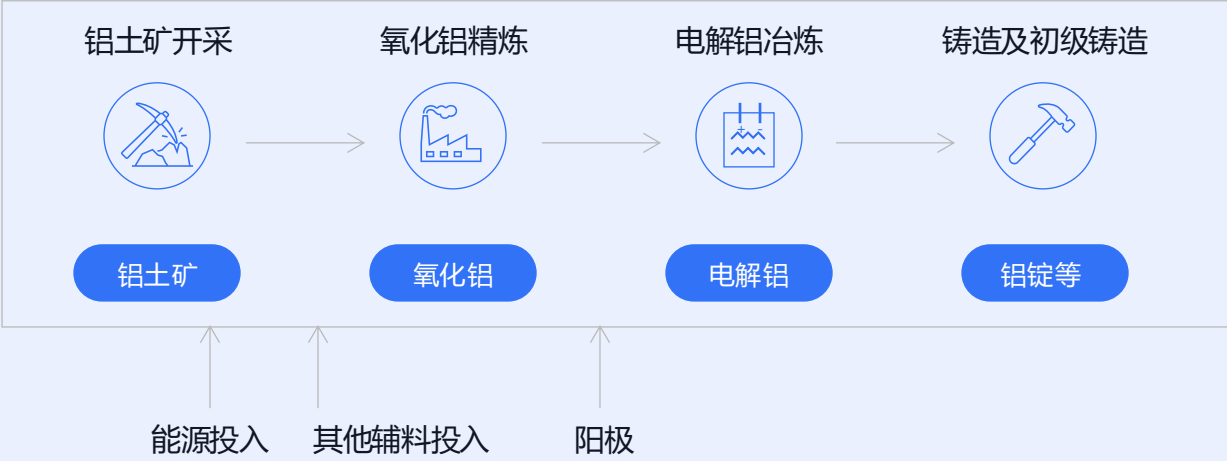 铝土矿开采 氧化铝精炼 电解铝冶炼 铸造及初级铸造
+ -
铝土矿 氧化铝 电解铝 铝锭等
能源投入 其他辅料投入 阳极